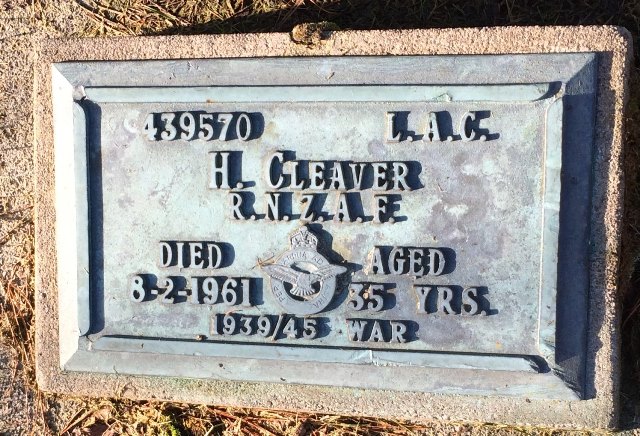 439570 L.A.C.
H. CLEAVER
R.N.Z.A.F.
DIED AGED
8-2-1961 35 YRS.
1939/45 WAR